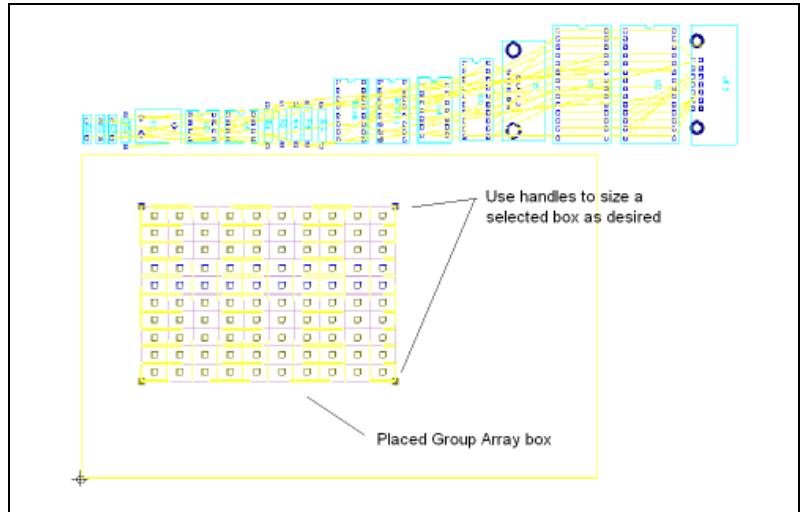 Use handles to size a
selected box as desired
Placed Group Array box